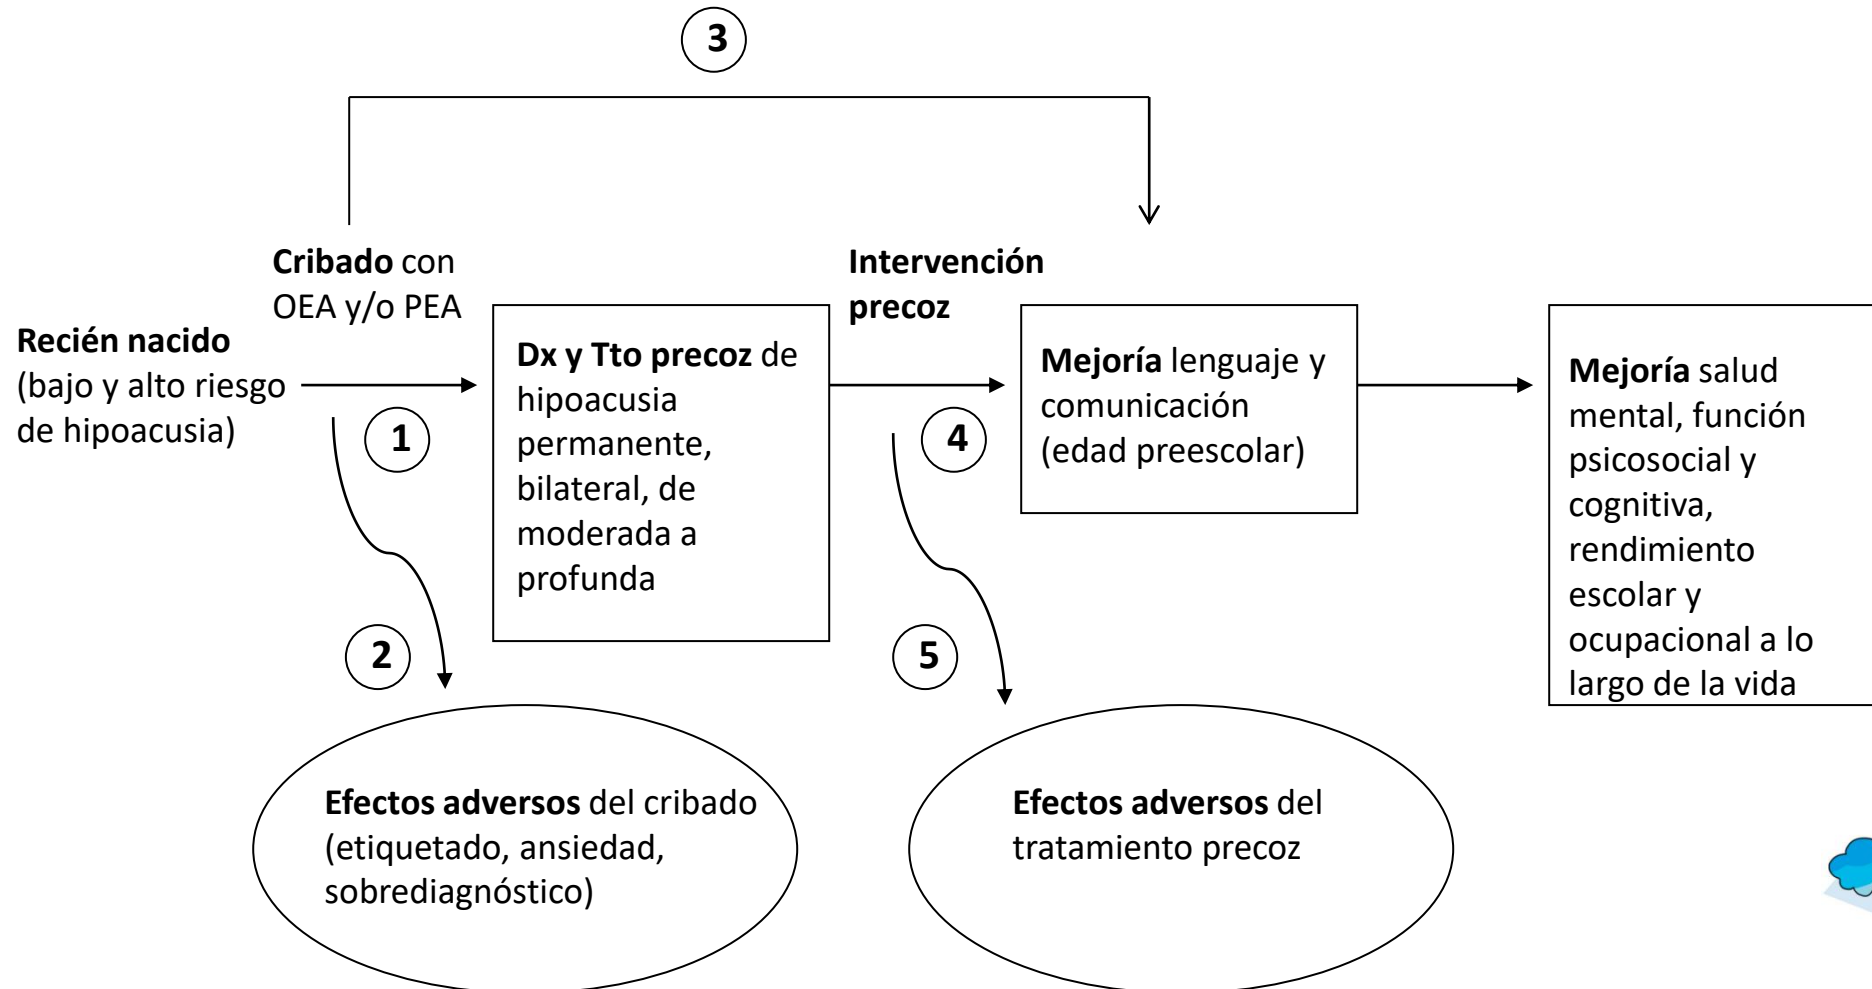 3
Cribado con
OEA y/o PEA
Intervención
precoz
Recién nacido
(bajo y alto riesgo
de hipoacusia)
Dx y Tto precoz de
hipoacusia
permanente,
bilateral, de
moderada a
profunda
Mejoría lenguaje y
comunicación
(edad preescolar)
Mejoría salud
mental, función
psicosocial y
cognitiva,
rendimiento
escolar y
ocupacional a lo
largo de la vida
1
4
2
5
Efectos adversos del cribado
(etiquetado, ansiedad,
sobrediagnóstico)
Efectos adversos del
tratamiento precoz